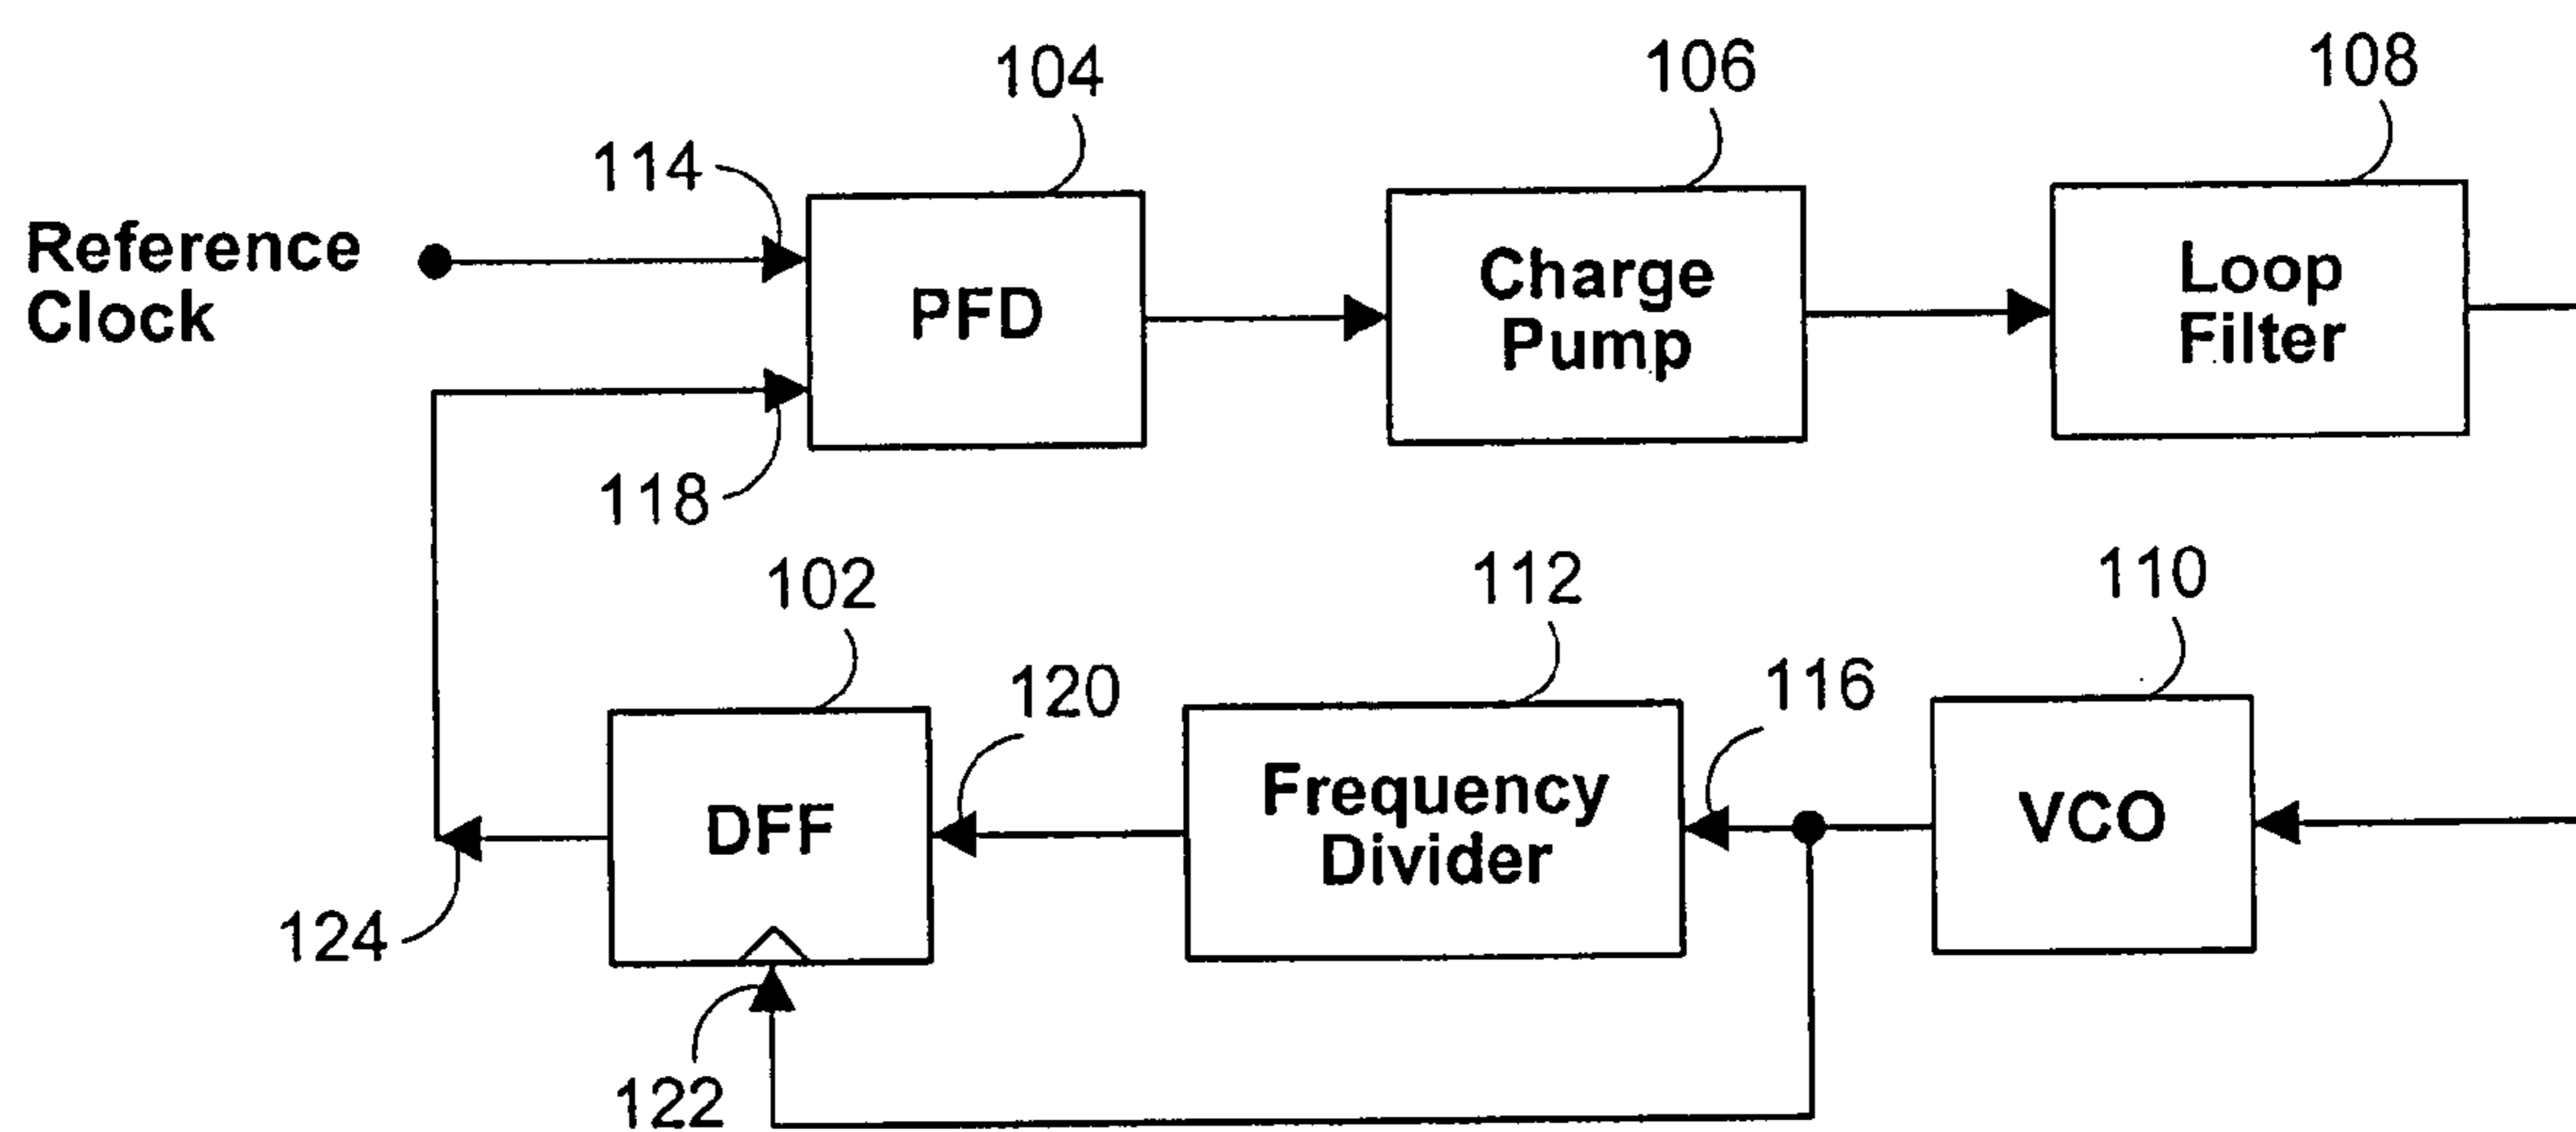 104
106
108
114
Reference
Clock
PFD
Charge
Pump
Loop
Filter
118
102
112
110
120
116
DFF
Frequency
Divider
VCO
124
122